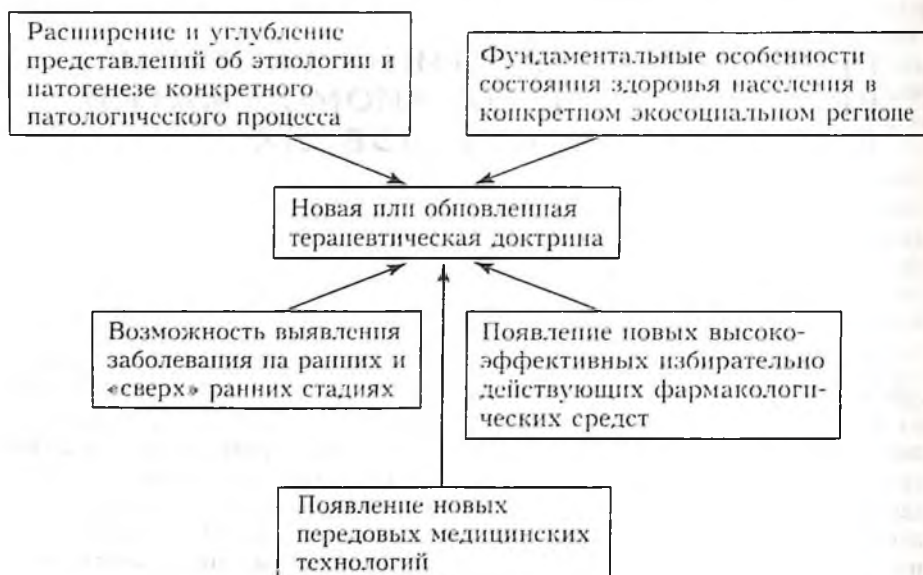 Расширение и углубление
представлений об этиологии и
патогенезе конкретного
патологического процесса
Фундаментальные особенности
состояния здоровья населения в
конкретном экосоциальном регионе
Новая или обновленная
терапевтическая доктрина
Возможность выявления
заболевания на ранних и
«сверх» ранних стадиях
Появление новых высоко-
эффективных избирательно
действующих фармакологи-
ческих средст
Появление новых
передовых медицинских
технологий